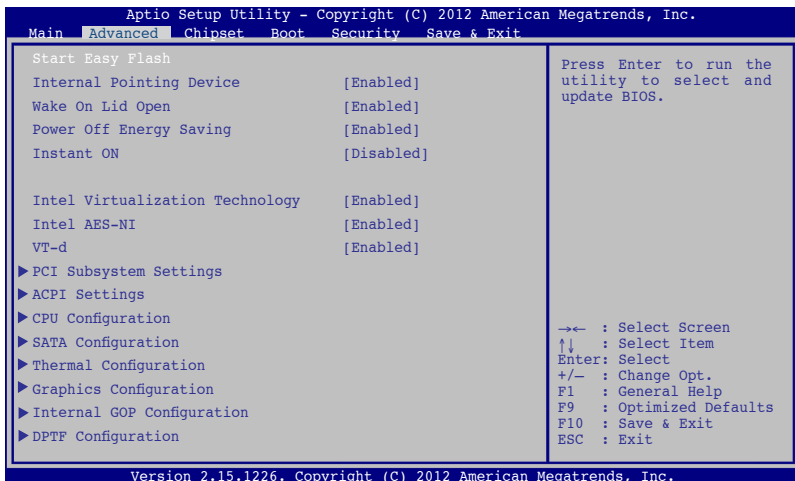 Aptio Setup Utility – Copyright (C) 2012 American Megatrends, Inc.
Main Advanced Chipset Boot Security Save & Exit
Start Easy Flash
Internal Pointing Device [Enabled]
Wake On Lid Open [Enabled]
Power Off Energy Saving [Enabled]
Instant ON [Disabled]
Intel Virtualization Technology [Enabled]
Intel AES-NI [Enabled]
VT-d [Enabled]
PCI Subsystem Settings
ACPI Settings
CPU Configuration
SATA Configuration
Thermal Configuration
Graphics Configuration
Internal GOP Configuration
DPTF Configuration
Press Enter to run the
utility to select and
update BIOS.
→← : Select Screen
↑↓ : Select Item
Enter: Select
+/— : Change Opt.
F1 : General Help
F9 : Optimized Defaults
F10 : Save & Exit
ESC : Exit
Version 2.15.1226. Copyright (C) 2012 American Megatrends, Inc.